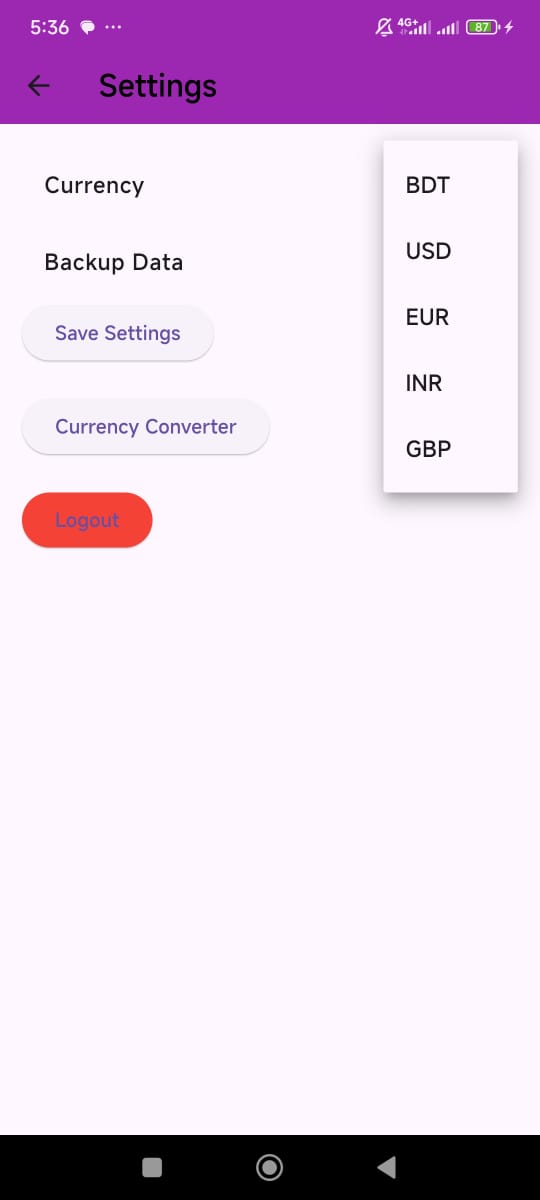 5:36
4G+
87
Settings
Currency
BDT
USD
Backup Data
EUR
Save Settings
INR
Currency Converter
GBP
Logout